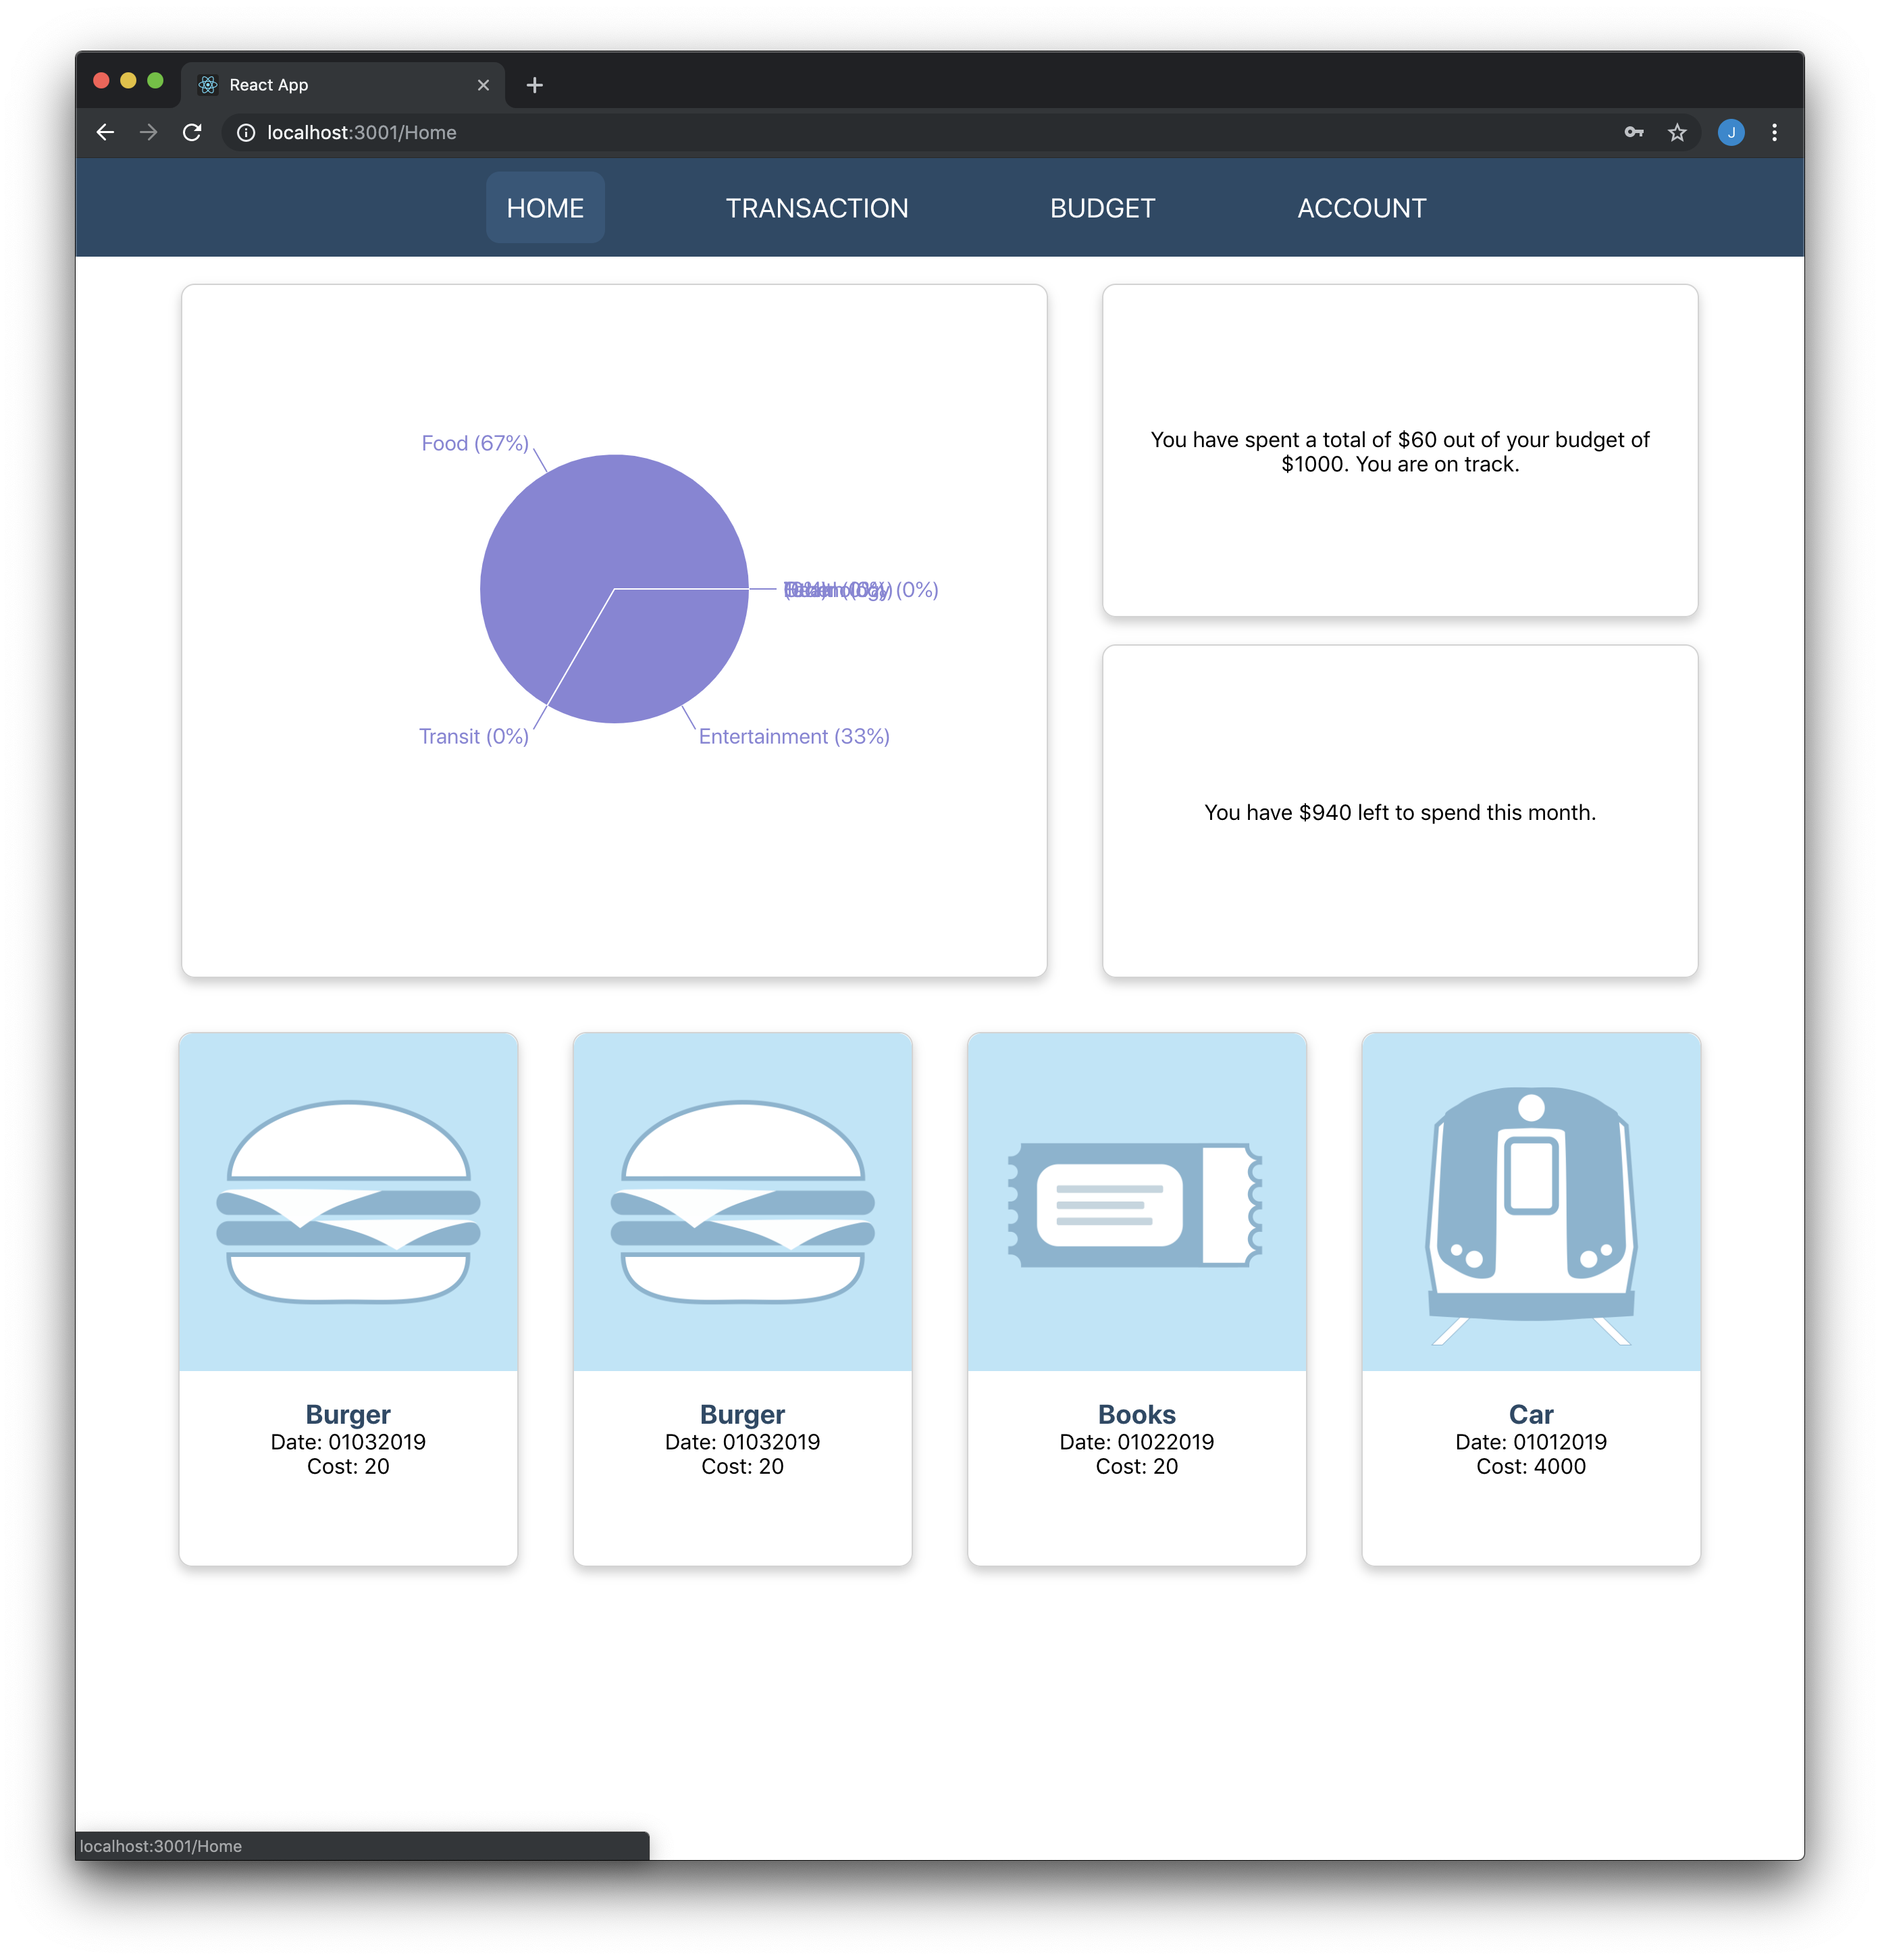 React App
localhost:3001/Home
J
HOME
TRANSACTION
BUDGET
ACCOUNT
Food (67%)
(0%)
Transit (0%)
Entertainment (33%)
You have spent a total of $60 out of your budget of
$1000. You are on track.
You have $940 left to spend this month.
Burger
Date: 01032019
Cost: 20
Burger
Date: 01032019
Cost: 20
Books
Date: 01022019
Cost: 20
Car
Date: 01012019
Cost: 4000
localhost:3001/Home